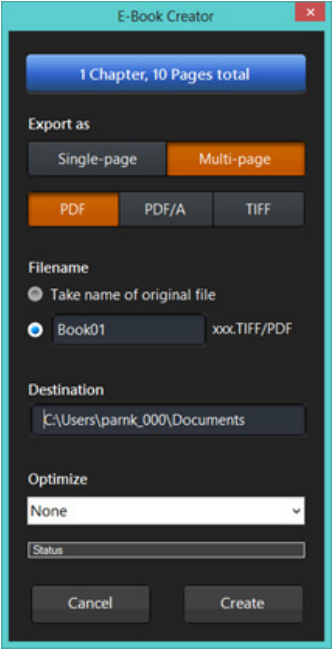 E-Book Creator
1 Chapter, 10 Pages total
Export as
Single-page Multi-page
PDF PDF/A TIFF
Filename
Take name of original file
Book01 xxx.TIFF/PDF
Destination
C:\Users\parnk_000\Documents
Optimize
None
Status
Cancel Create